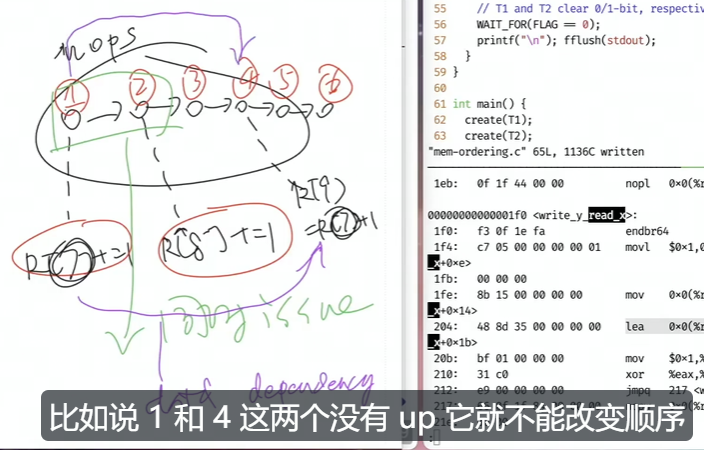 μops
1 2 3 4 5 6
R[7]+=1
R[8]+=1
R[9]
=R[7]+1
issue
data dependency
55 // T1 and T2 clear 0/1-bit, respectiv
56 WAIT_FOR(FLAG == 0);
57 printf("\n"); fflush(stdout);
58 }
59 }
60
61 int main() {
62 create(T1);
63 create(T2);
"mem-ordering.c" 65L, 1136C written
1eb: 0f 1f 44 00 00 nopl 0×0(%r
00000000000001f0 <write_y_read_x>:
1f0: f3 0f 1e fa endbr64
1f4: c7 05 00 00 00 00 01 movl $0×1,0
_x+0×e>
1fb: 00 00 00
1fe: 8b 15 00 00 00 00 mov 0×0(%r
_x+0×14>
204: 48 8d 35 00 00 00 00 lea 0×0(%r
_x+0×1b>
20b: bf 01 00 00 00 mov $0×1,%
210: 31 c0 xor %eax,%
212: e9 00 00 00 00 jmpq 217 <w
比如说 1 和 4 这两个没有 up 它就不能改变顺序